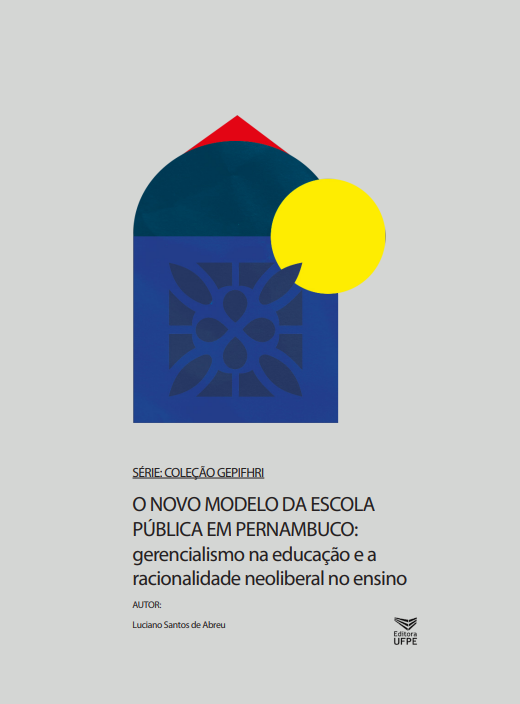 SÉRIE: COLEÇÃO GEPIFHRI
O NOVO MODELO DA ESCOLA
PÚBLICA EM PERNAMBUCO:
gerencialismo na educação e a
racionalidade neoliberal no ensino
AUTOR:
Luciano Santos de Abreu
Editora
UFPE